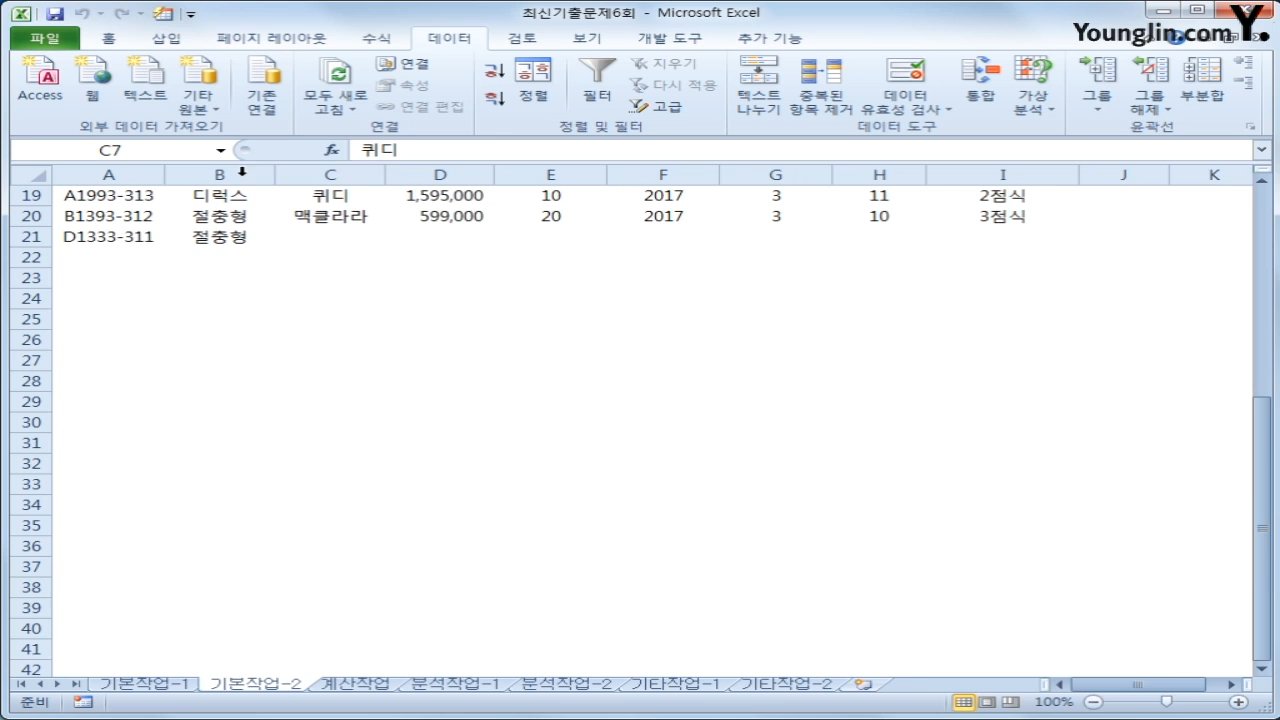 최신기출문제6회 - Microsoft Excel
Younglin.com Y.
파일 홈 삽입 페이지 레이아웃 수식 데이터 검토 보기 개발 도구 추가 기능
Access 웹 텍스트 기타 원본 기존 연결 모두 새로 고침 연결 속성 연결 편집 정렬 필터 지우기 다시 적용 고급 텍스트 나누기 중복된 항목 제거 데이터 유효성 검사 통합 가상 분석 그룹 그룹 해제 부분합
외부 데이터 가져오기 연결 정렬 및 필터 데이터 도구 윤곽선
C7 fx 퀴디
A B C D E F G H I J K
19 A1993-313 디럭스 퀴디 1,595,000 10 2017 3 11 2점식
20 B1393-312 절충형 맥클라라 599,000 20 2017 3 10 3점식
21 D1333-311 절충형
22
23
24
25
26
27
28
29
30
31
32
33
34
35
36
37
38
39
40
41
42
기본작업-1 기본작업-2 계산작업 분석작업-1 분석작업-2 기타작업-1 기타작업-2
준비 100%